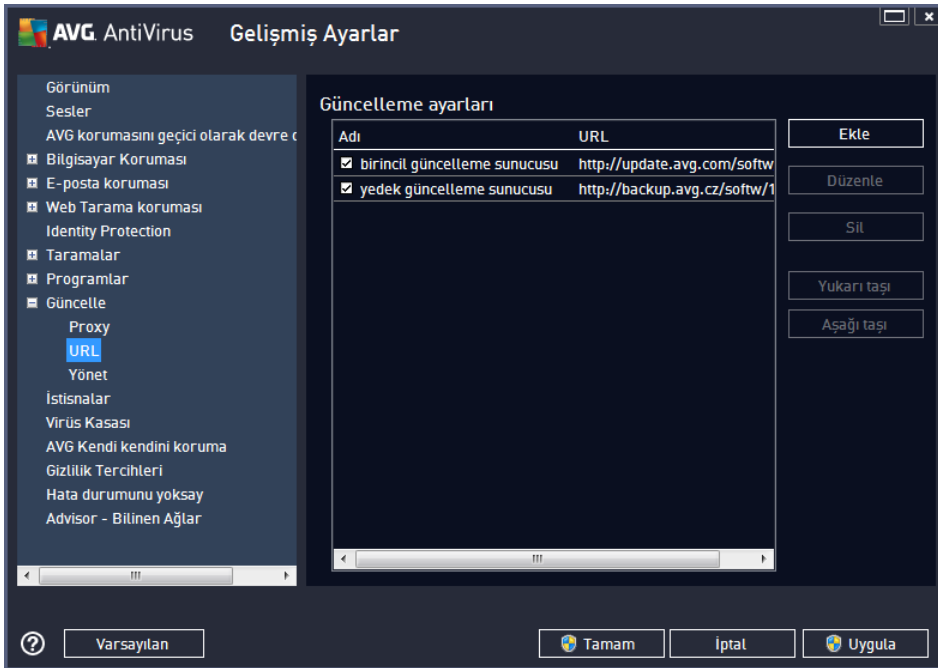 AVG AntiVirus Gelişmiş Ayarlar
Görünüm
Sesler
AVG korumasını geçici olarak devre
Bilgisayar Koruması
E-posta koruması
Web Tarama koruması
Identity Protection
Taramalar
Programlar
Güncelle
Proxy
URL
Yönet
İstisnalar
Virüs Kasası
AVG Kendi kendini koruma
Gizlilik Tercihleri
Hata durumunu yoksay
Advisor - Bilinen Ağlar
Güncelleme ayarları
Adı URL
birincil güncelleme sunucusu http://update.avg.com/softw
yedek güncelleme sunucusu http://backup.avg.cz/softw/1
Ekle
Düzenle
Sil
Yukarı taşı
Aşağı taşı
Varsayılan
Tamam
İptal
Uygula